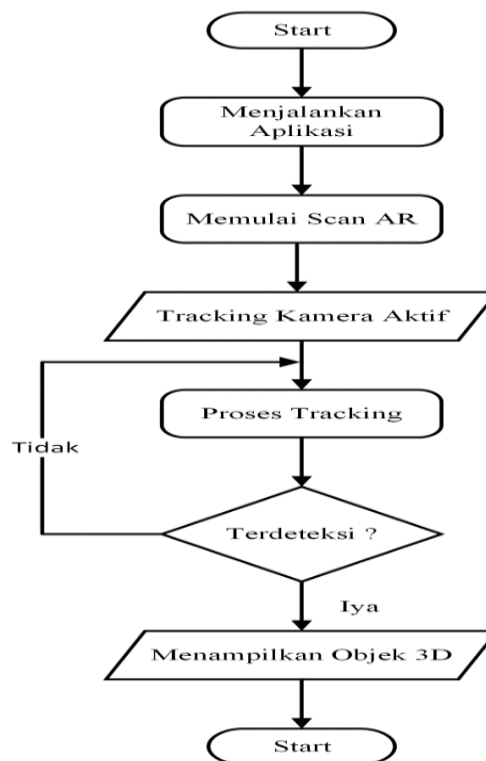 Start
Menjalankan
Aplikasi
Memulai Scan AR
Tracking Kamera Aktif
Proses Tracking
Tidak
Terdeteksi ?
Iya
Menampilkan Objek 3D
Start